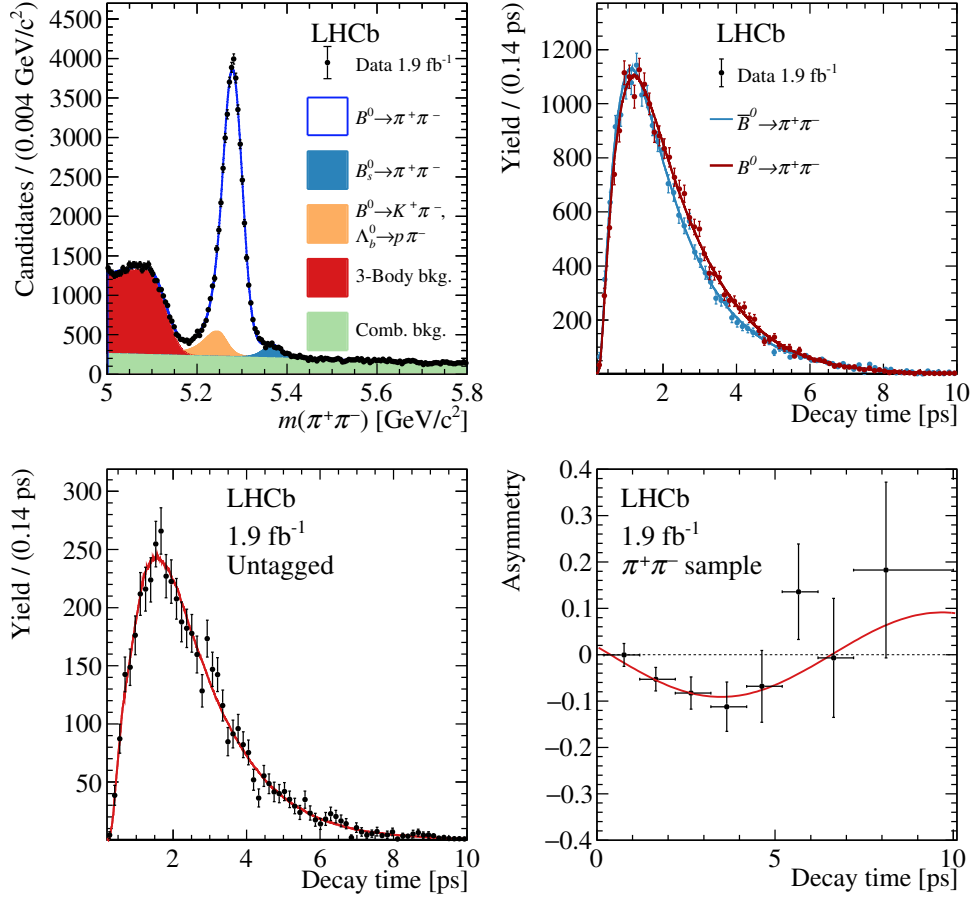 4500
4000
3500
3000
2500
2000
1500
1000
500
0
Candidates / (0.004 GeV/c²)
LHCb
Data 1.9 fb⁻¹
B⁰→π⁺π⁻
B⁰ₛ→π⁺π⁻
B⁰→K⁺π⁻,
Λ⁰_b→pπ⁻
3-Body bkg.
Comb. bkg.
5 5.2 5.4 5.6 5.8
m(π⁺π⁻) [GeV/c²]
1200
1000
800
600
400
200
Yield / (0.14 ps)
LHCb
Data 1.9 fb⁻¹
B̅⁰→π⁺π⁻
B⁰→π⁺π⁻
2 4 6 8 10
Decay time [ps]
300
250
200
150
100
50
Yield / (0.14 ps)
LHCb
1.9 fb⁻¹
Untagged
2 4 6 8 10
Decay time [ps]
0.4
0.3
0.2
0.1
0
−0.1
−0.2
−0.3
−0.4
Asymmetry
LHCb
1.9 fb⁻¹
π⁺π⁻ sample
0 5 10
Decay time [ps]